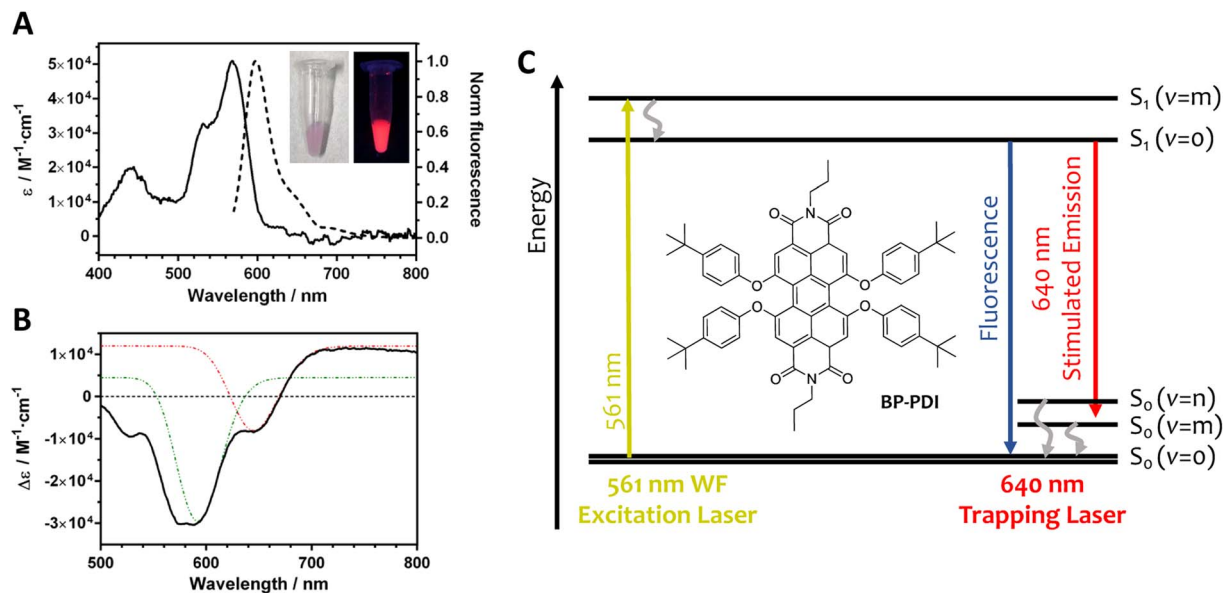 A
5×10⁴
4×10⁴
3×10⁴
2×10⁴
1×10⁴
0
ε / M⁻¹·cm⁻¹
1.0
0.8
0.6
0.4
0.2
0.0
Norm fluorescence
400 500 600 700 800
Wavelength / nm
B
1×10⁴
0
-1×10⁴
-2×10⁴
-3×10⁴
Δε / M⁻¹·cm⁻¹
500 600 700 800
Wavelength / nm
C
Energy
S₁ (v=m)
S₁ (v=0)
561 nm
Fluorescence
640 nm
Stimulated Emission
N
O
O
O
O
O
O
O
O
N
BP-PDI
S₀ (v=n)
S₀ (v=m)
S₀ (v=0)
561 nm WF
Excitation Laser
640 nm
Trapping Laser